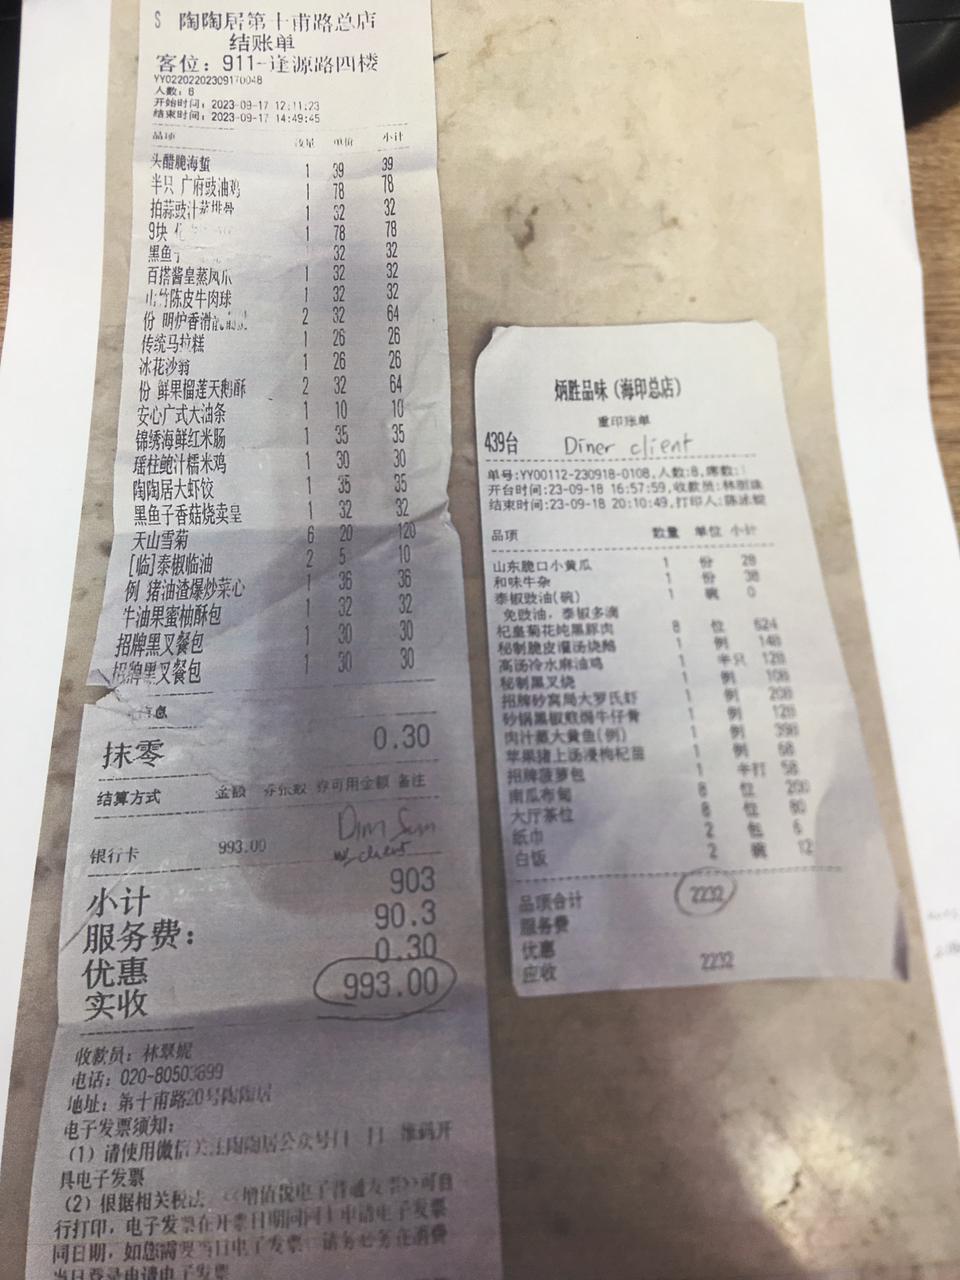 S 陶陶居第十甫路总店
结账单
客位：911-逢源路四楼
YY02202202309170048
人数：6
开始时间：2023-09-17 12:11:23
结束时间：2023-09-17 14:49:45
品项 数量 单价 小计
头醋脆海蜇 1 39 39
半只 广府豉油鸡 1 78 78
拍蒜豉汁蒸排骨 1 32 32
9块 1 78 78
黑鱼子 32 32
百搭酱皇蒸凤爪 1 32 32
山竹陈皮牛肉球 1 32 32
份 明炉香滑 2 32 64
传统马拉糕 1 26 26
冰花沙翁 1 26 26
份 鲜果榴莲天鹅酥 2 32 64
安心广式大油条 1 10 10
锦绣海鲜红米肠 1 35 35
瑶柱鲍汁糯米鸡 1 30 30
陶陶居大虾饺 1 35 35
黑鱼子香菇烧卖皇 1 32 32
天山雪菊 6 20 120
[临]泰椒临油 2 5 10
例 猪油渣爆炒菜心 1 36 36
牛油果蜜柚酥包 1 32 32
招牌黑叉餐包 1 30 30
招牌黑叉餐包 1 30 30
信息
抹零 0.30
结算方式 金额 券张数 券可用金额 备注
Dim Sum
w/ client
银行卡 993.00
小计 903
服务费： 90.3
优惠 0.30
实收 993.00
收款员：林翠妮
电话：020-80503899
地址：第十甫路20号陶陶居
电子发票须知：
（1）请使用微信关注陶陶居公众号门 门 维码开
具电子发票
（2）根据相关税法，《增值税电子普通发票》可自
行打印，电子发票在开票日期同同申请电子发票
同日期，如您需要当日电子发票 请务必务在消费
当日登录申请电子发票
炳胜品味（海印总店）
重印账单
439台 Diner client
单号:YY00112-230918-0108,人数:8,席数:
开台时间:23-09-18 16:57:59,收款员:林丽珠
结束时间:23-09-18 20:10:49,打印人:陈冰
品项 数量 单位 小计
山东脆口小黄瓜 1 份 28
和味牛杂 1 份 38
泰椒豉油(碗) 1 碗 0
免豉油，泰椒多滴
杞皇菊花炖黑豚肉 8 位 624
秘制脆皮灌汤烧鹅 1 例 148
高汤冷水麻油鸡 1 半只 128
秘制黑叉烧 1 例 108
招牌砂窝焗大罗氏虾 1 例 208
砂锅黑椒煎焗牛仔骨 1 例 128
肉汁蒸大黄鱼(例) 1 例 398
苹果猪上汤浸枸杞苗 1 例 68
招牌菠萝包 1 半打 58
南瓜布甸 8 位 200
大厅茶位 8 位 80
纸巾 2 包 6
白饭 2 碗 12
品项合计 2232
服务费
优惠
应收 2232